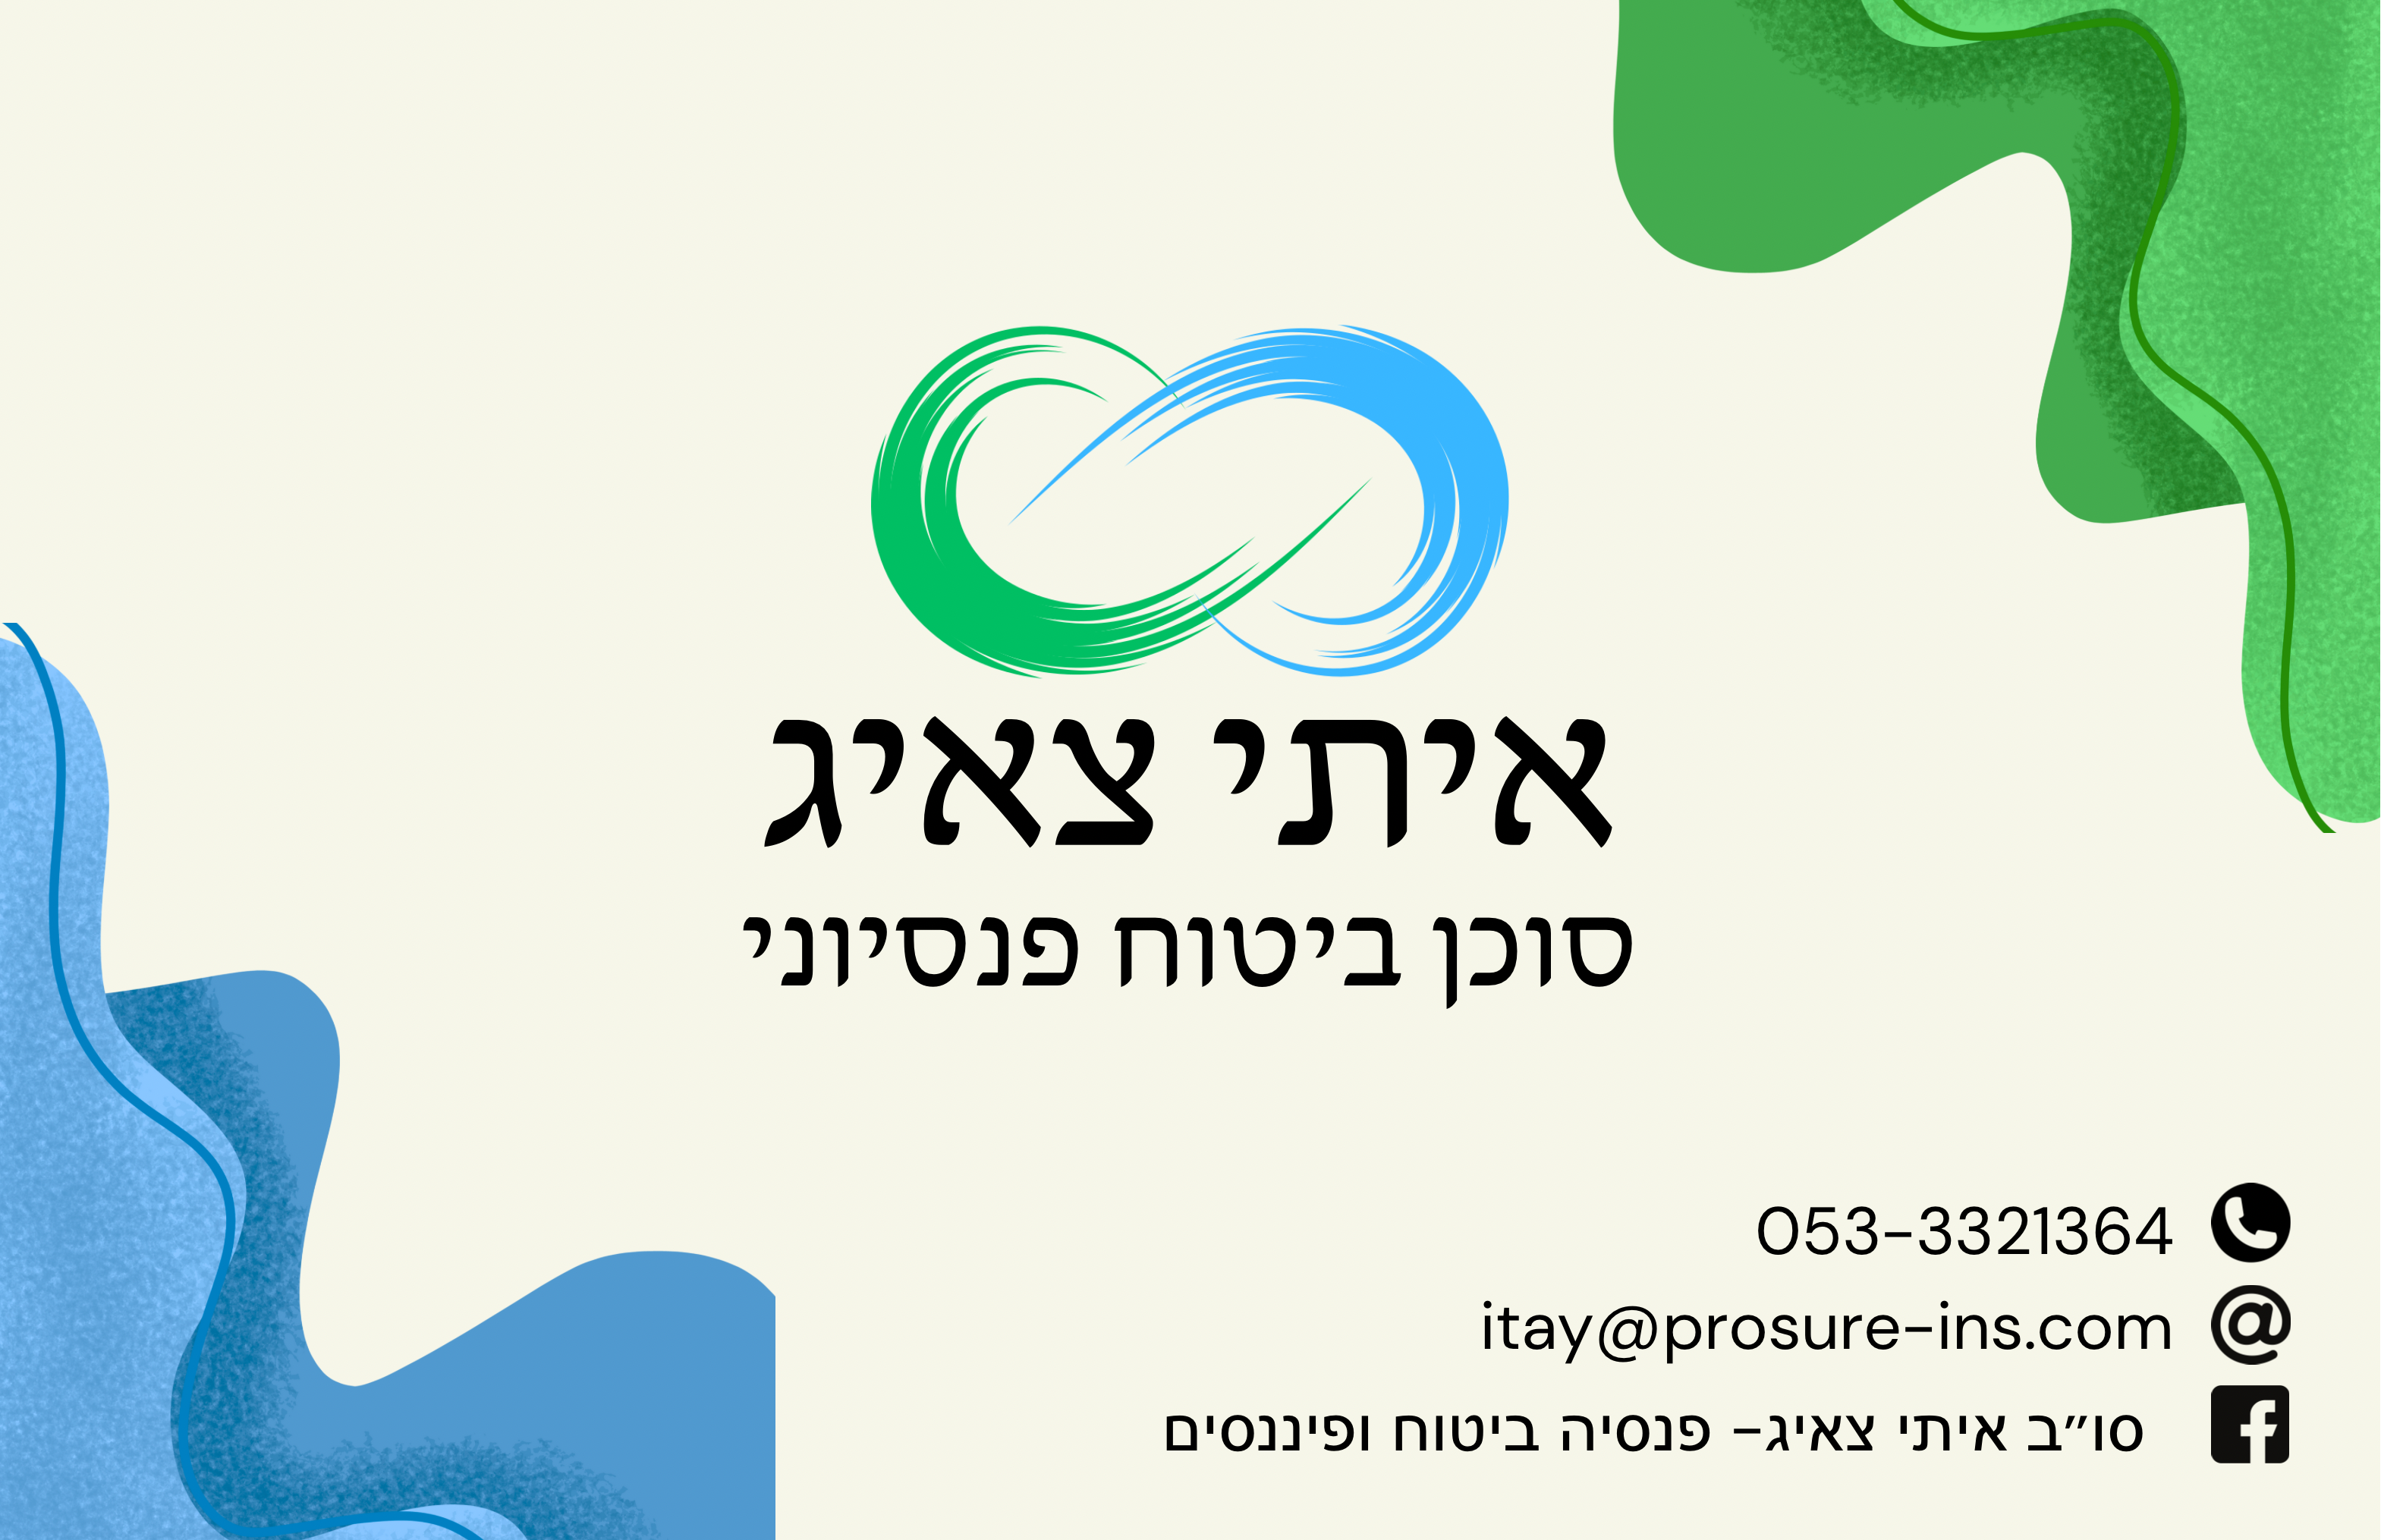 איתי צאיג
סוכן ביטוח פנסיוני
053-3321364
itay@prosure-ins.com
סו״ב איתי צאיג- פנסיה ביטוח ופיננסים